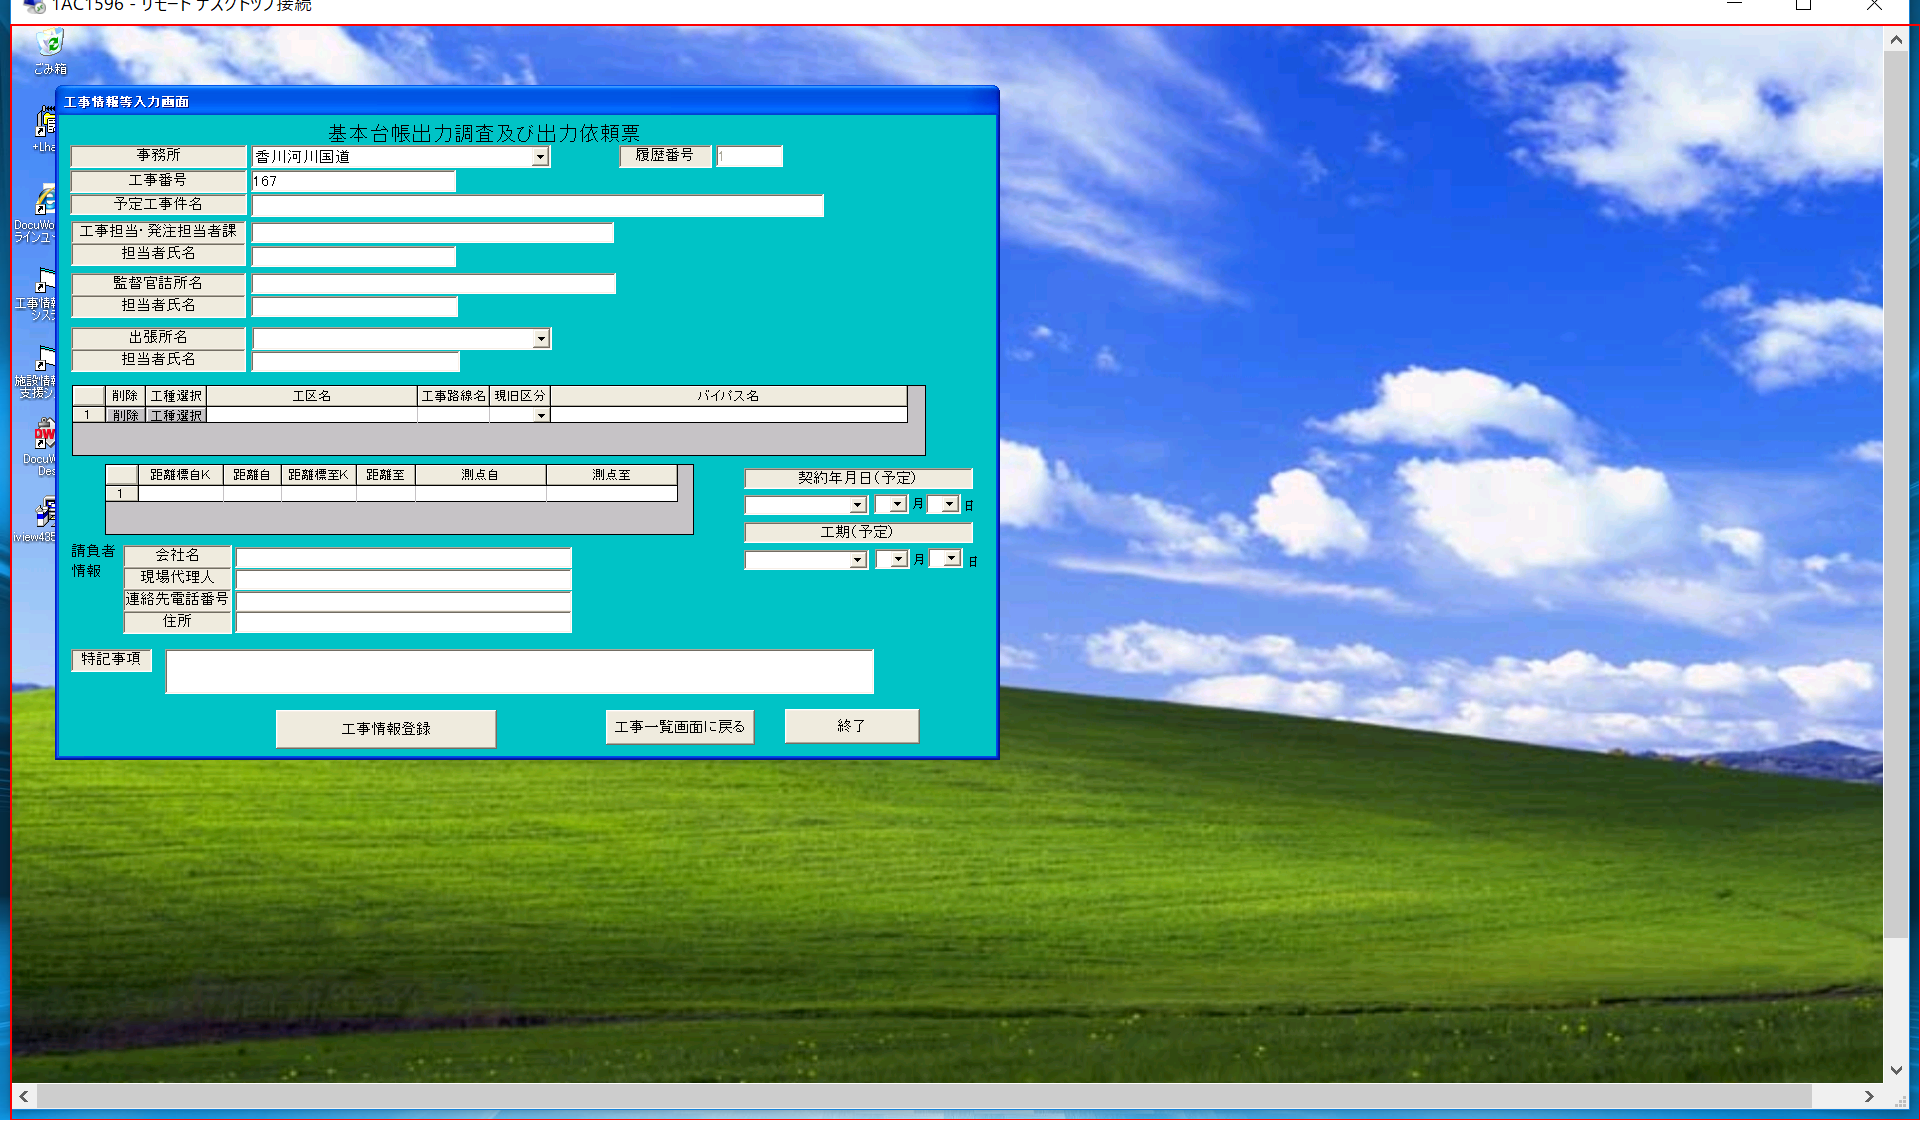 1AC1596 - リモート デスクトップ接続
ごみ箱
+Lha
DocuWo
ラインユー
工事情報
シス
施設情報
支援シ
DocuW
Des
iview435
工事情報等入力画面
基本台帳出力調査及び出力依頼票
事務所 香川河川国道 履歴番号 1
工事番号 167
予定工事件名
工事担当・発注担当者課
担当者氏名
監督官詰所名
担当者氏名
出張所名
担当者氏名
削除 工種選択 工区名 工事路線名 現旧区分 バイパス名
1 削除 工種選択
距離標自K 距離自 距離標至K 距離至 測点自 測点至
1
契約年月日(予定)
月 日
工期(予定)
月 日
請負者
情報
会社名
現場代理人
連絡先電話番号
住所
特記事項
工事情報登録 工事一覧画面に戻る 終了